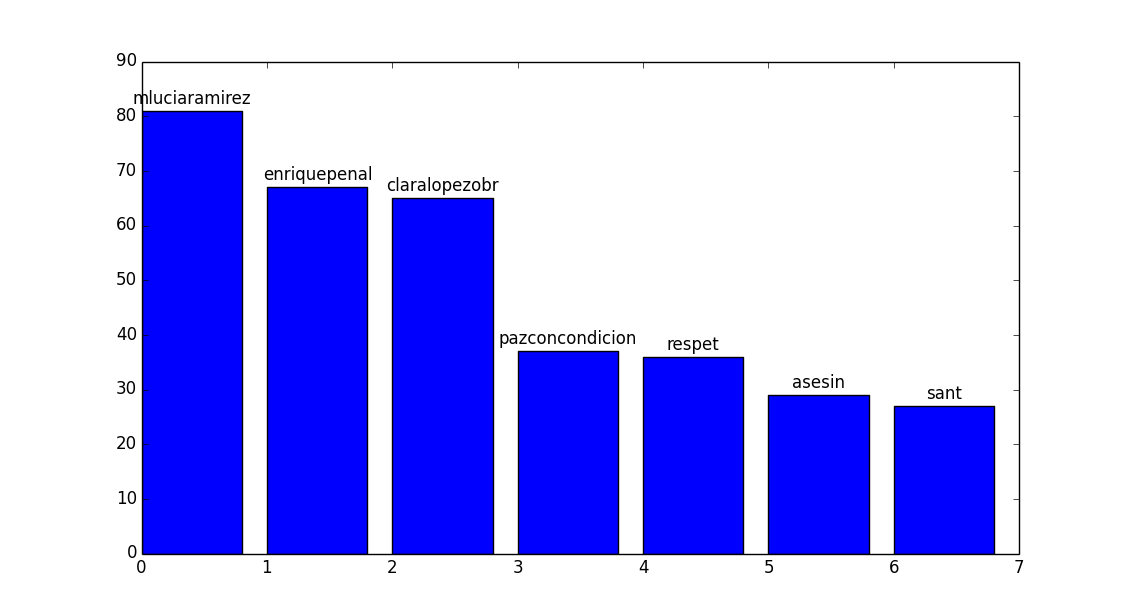 90
mluciaramirez
80
70
enriquepenal
claralopezobr
60
50
40
pazconcondicion
respet
30
asesin
sant
20
10
0
0 1 2 3 4 5 6 7